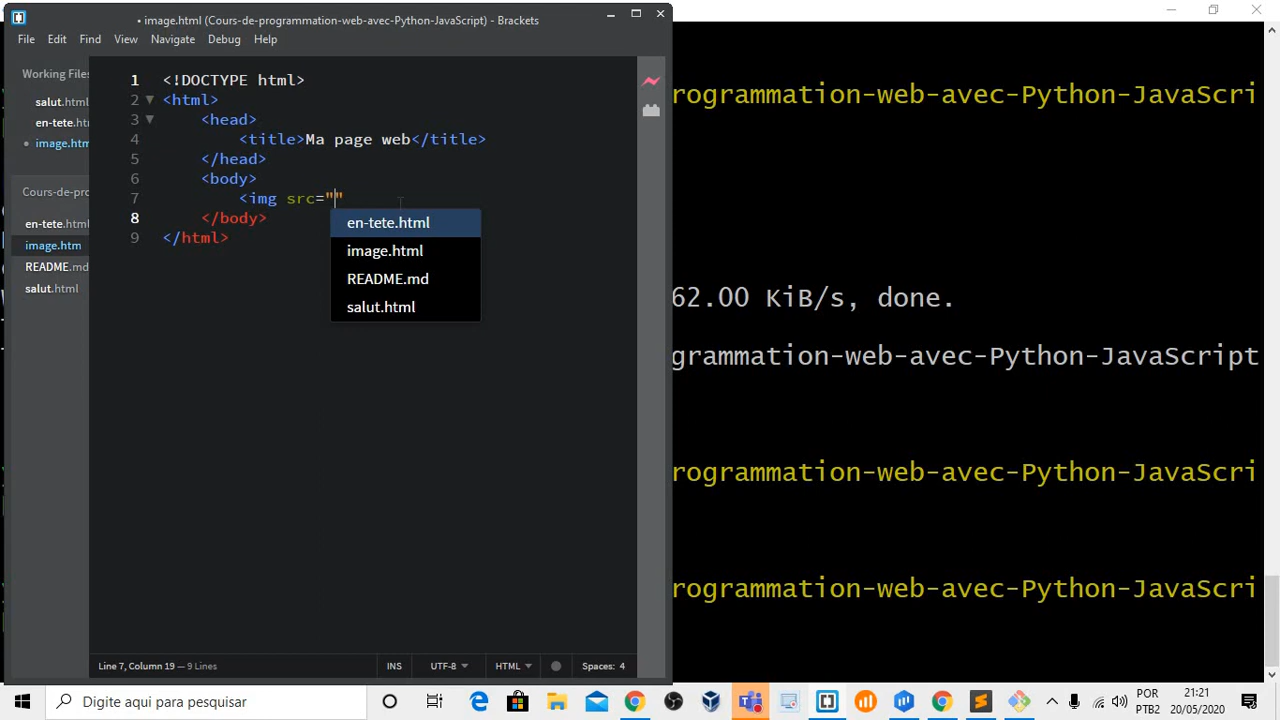 • image.html (Cours-de-programmation-web-avec-Python-JavaScript) - Brackets
File Edit Find View Navigate Debug Help
Working Files
salut.html
en-tete.html
• image.htm
Cours-de-pro
en-tete.html
image.htm
README.md
salut.html
1 <!DOCTYPE html>
2 <html>
3 <head>
4 <title>Ma page web</title>
5 </head>
6 <body>
7 <img src=""
8 </body>
9 </html>
en-tete.html
image.html
README.md
salut.html
Line 7, Column 19 — 9 Lines
INS UTF-8 HTML Spaces: 4
rogrammation-web-avec-Python-JavaScri
62.00 KiB/s, done.
grammation-web-avec-Python-JavaScript
rogrammation-web-avec-Python-JavaScri
rogrammation-web-avec-Python-JavaScri
Digite aqui para pesquisar
POR
PTB2
21:21
20/05/2020